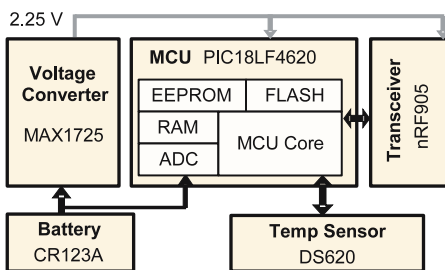 2.25 V
Voltage
Converter
MAX1725
MCU PIC18LF4620
EEPROM FLASH
RAM
ADC
MCU Core
Transceiver
nRF905
Battery
CR123A
Temp Sensor
DS620